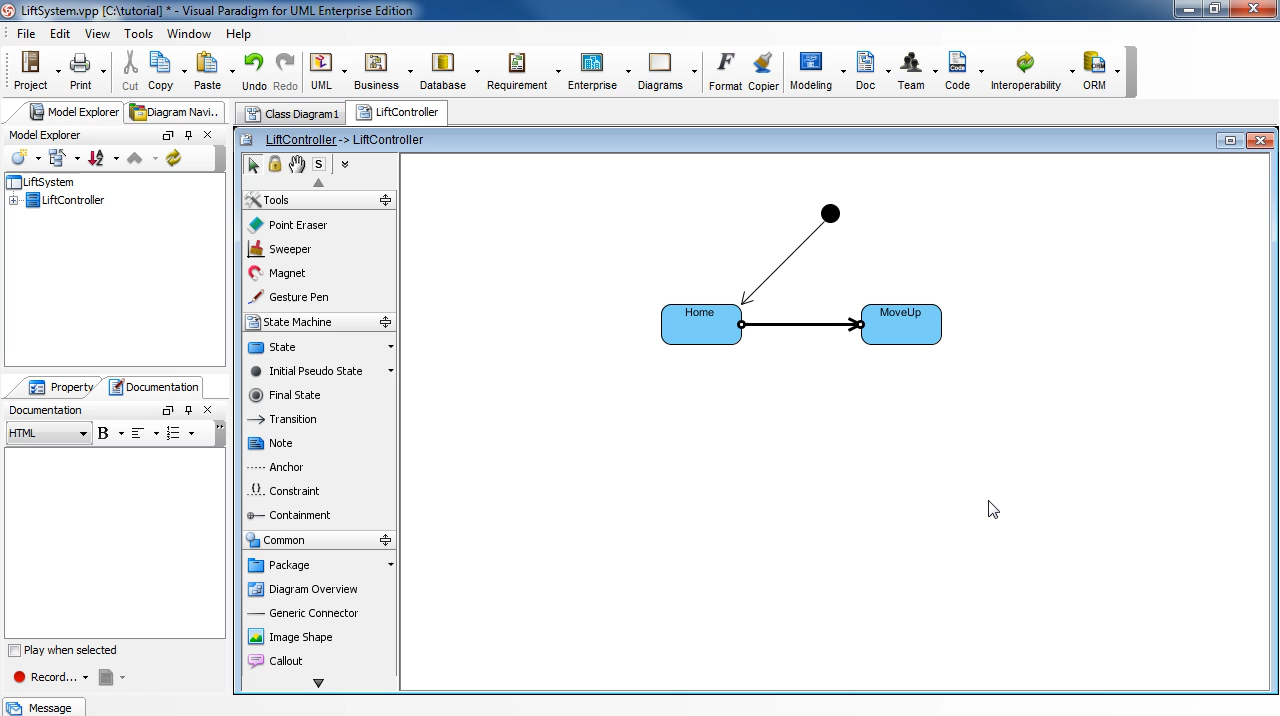 LiftSystem.vpp [C:\tutorial] * - Visual Paradigm for UML Enterprise Edition
File Edit View Tools Window Help
Project Print Cut Copy Paste Undo Redo UML Business Database Requirement Enterprise Diagrams Format Copier Modeling Doc Team Code Interoperability ORM
Model Explorer Diagram Navi.. Class Diagram1 LiftController
Model Explorer
LiftController -> LiftController
S
LiftSystem
LiftController
Tools
Point Eraser
Sweeper
Magnet
Gesture Pen
State Machine
State
Initial Pseudo State
Final State
Transition
Note
Anchor
Constraint
Containment
Common
Package
Diagram Overview
Generic Connector
Image Shape
Callout
Home
MoveUp
Property Documentation
Documentation
HTML B
Play when selected
Record...
Message